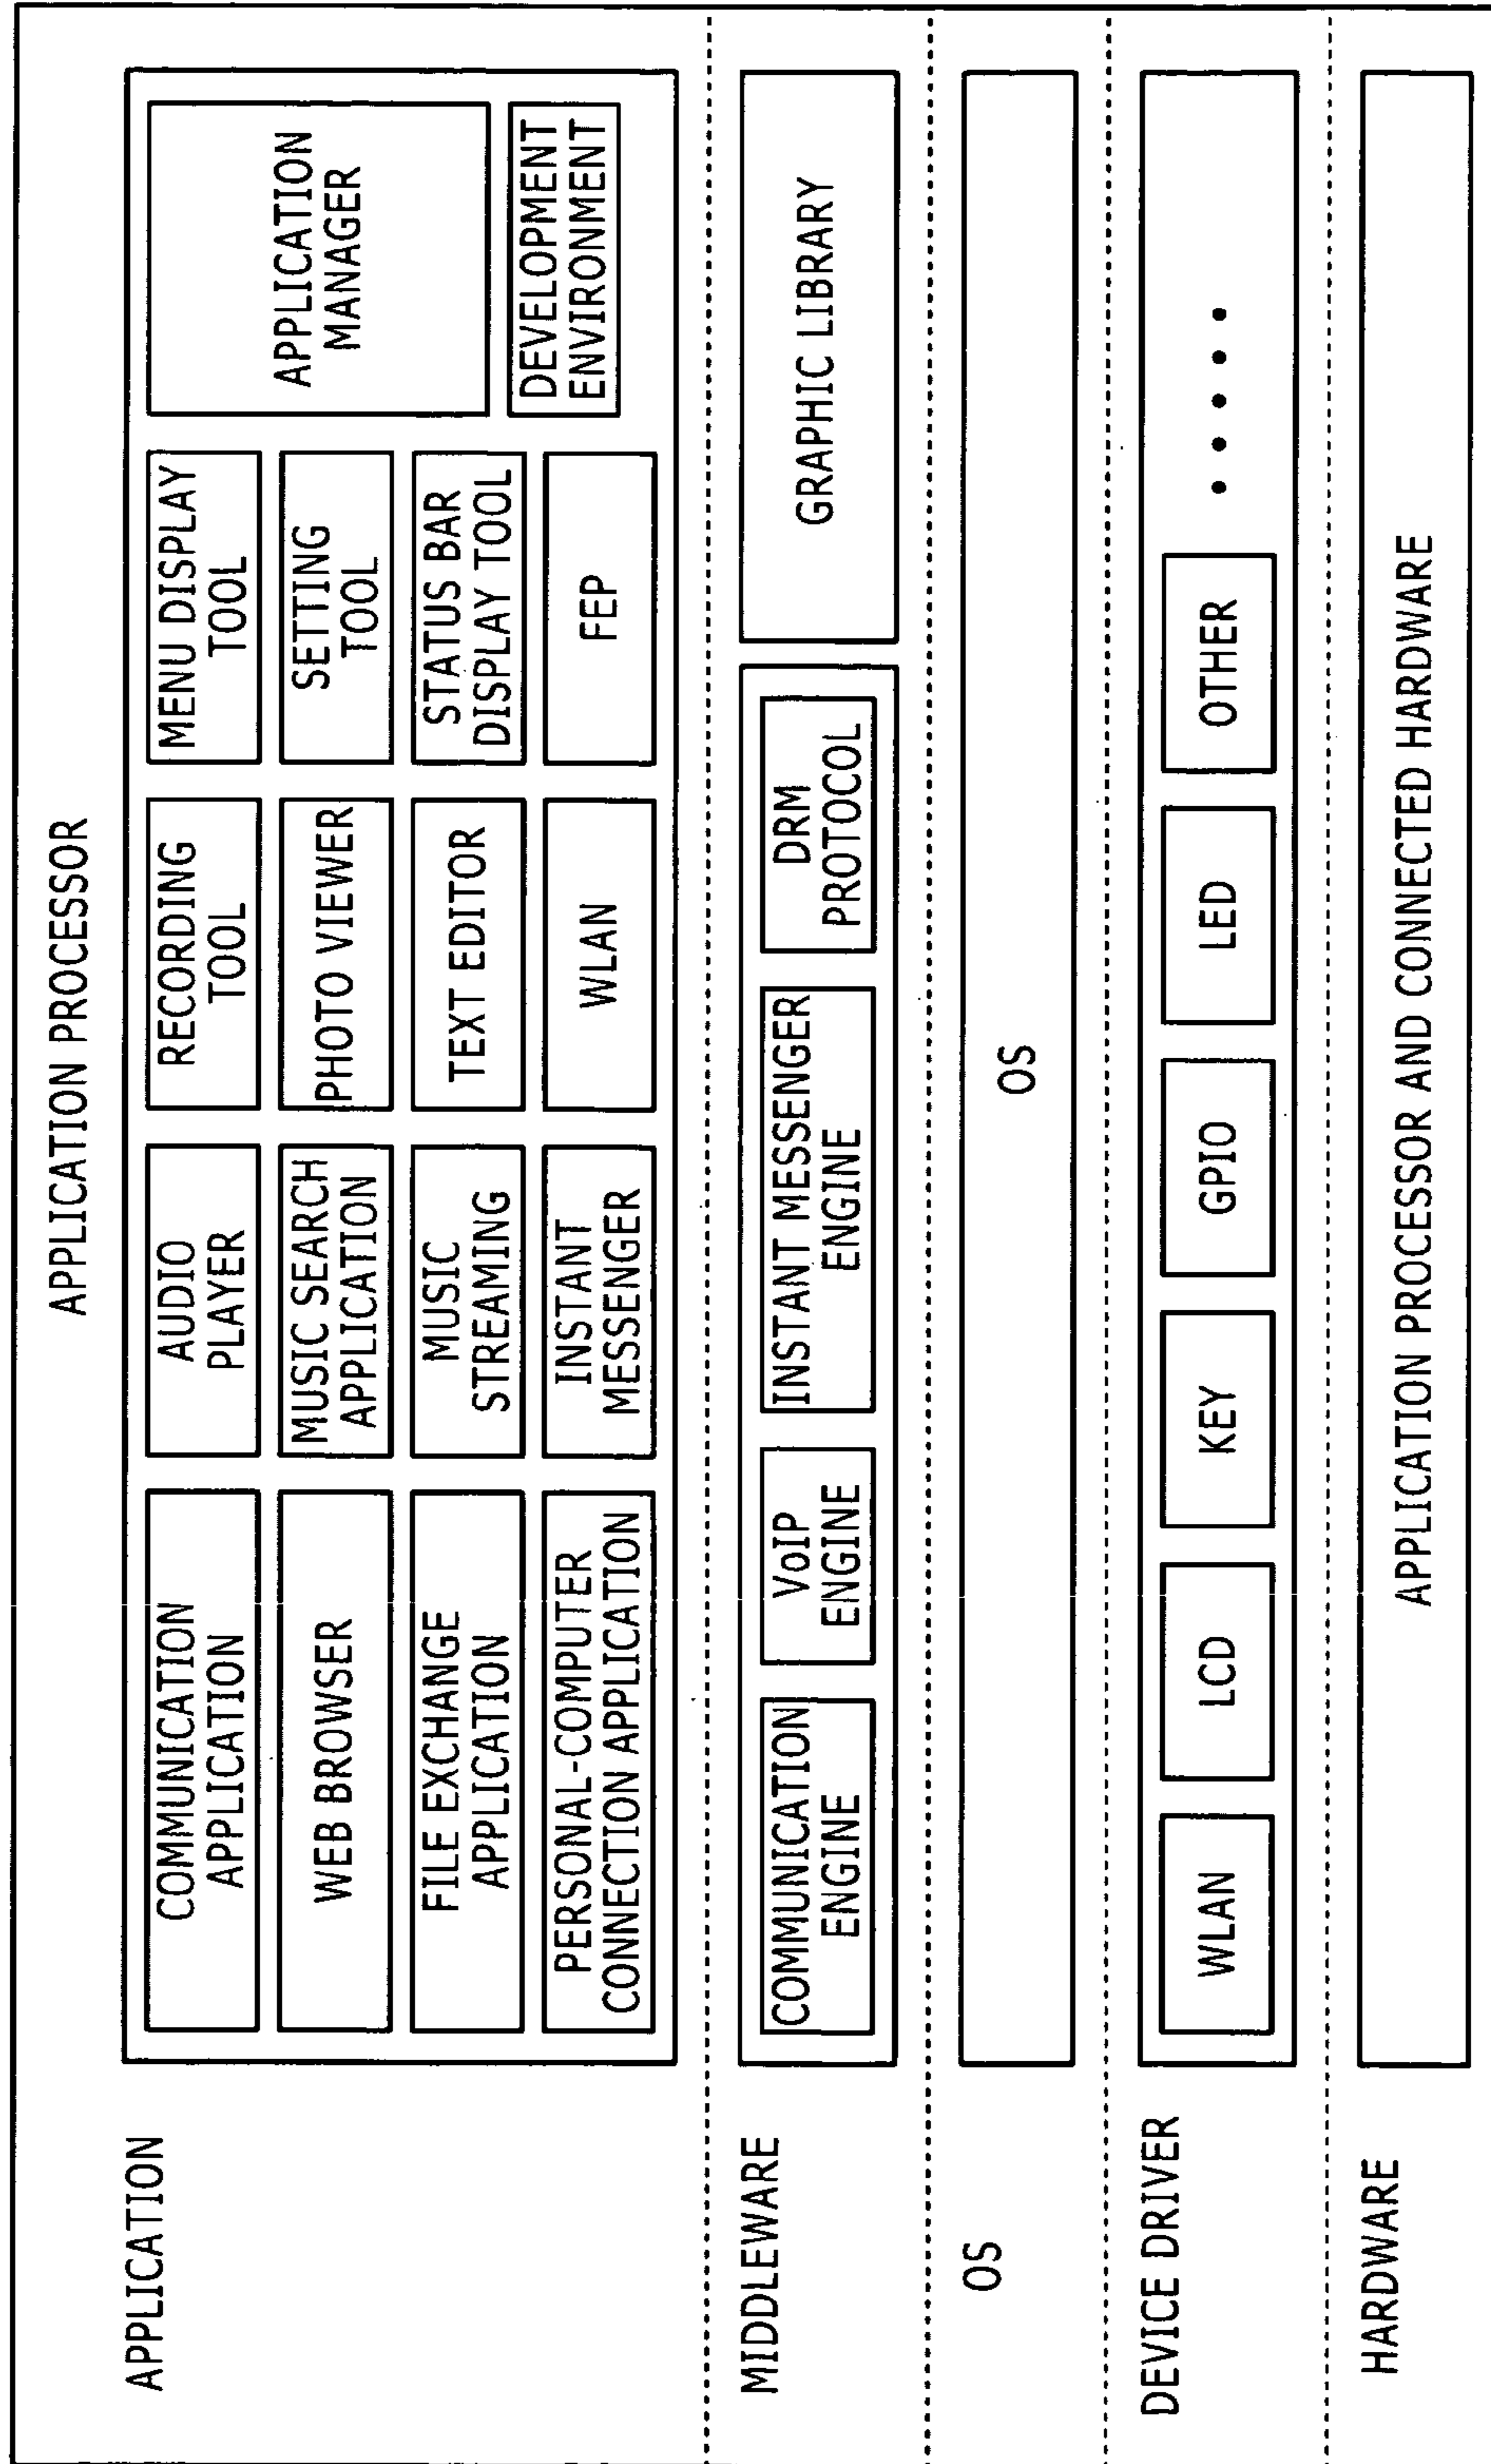 APPLICATION PROCESSOR
APPLICATION
COMMUNICATION
APPLICATION
AUDIO
PLAYER
RECORDING
TOOL
MENU DISPLAY
TOOL
APPLICATION
MANAGER
WEB BROWSER
MUSIC SEARCH
APPLICATION
PHOTO VIEWER
SETTING
TOOL
FILE EXCHANGE
APPLICATION
MUSIC
STREAMING
TEXT EDITOR
STATUS BAR
DISPLAY TOOL
DEVELOPMENT
ENVIRONMENT
PERSONAL-COMPUTER
CONNECTION APPLICATION
INSTANT
MESSENGER
WLAN
FEP
MIDDLEWARE
COMMUNICATION
ENGINE
VoIP
ENGINE
INSTANT MESSENGER
ENGINE
DRM
PROTOCOL
GRAPHIC LIBRARY
OS
OS
DEVICE DRIVER
WLAN
LCD
KEY
GPIO
LED
OTHER
• • • • •
HARDWARE
APPLICATION PROCESSOR AND CONNECTED HARDWARE